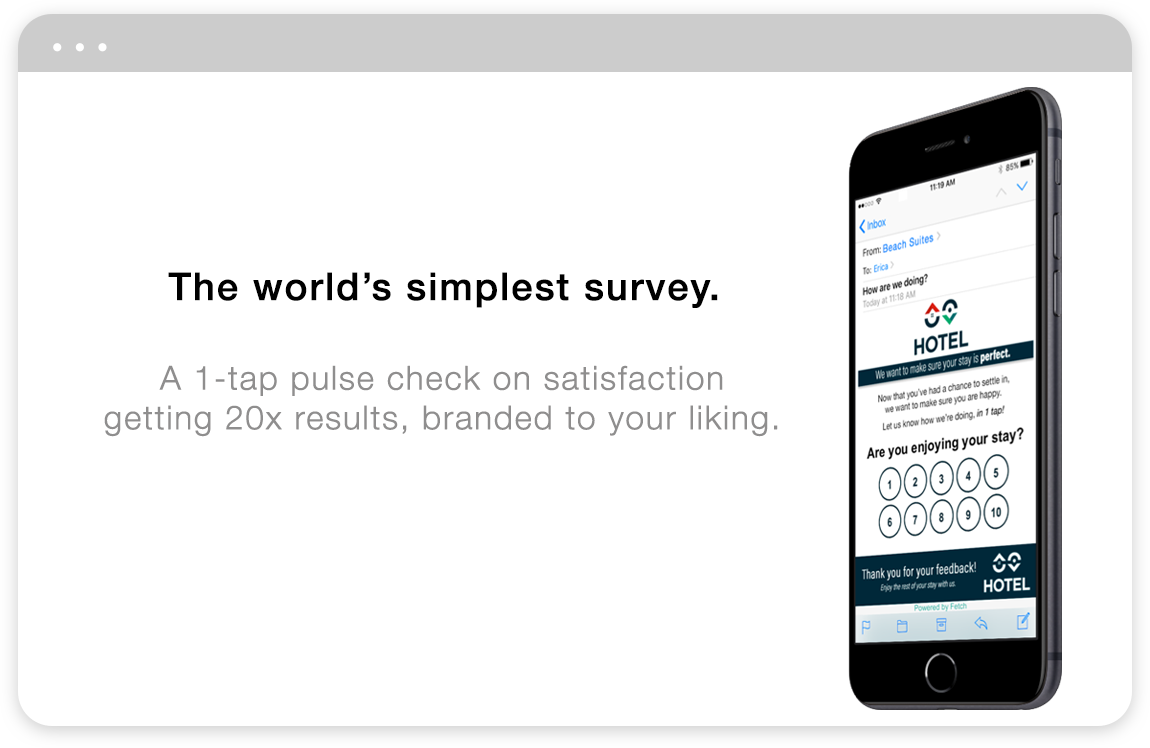 The world's simplest survey.
A 1-tap pulse check on satisfaction
getting 20x results, branded to your liking.
11:19 AM
85%
Inbox
From: Beach Suites
To: Erica
How are we doing?
Today at 11:18 AM
HOTEL
We want to make sure your stay is perfect.
Now that you've had a chance to settle in,
we want to make sure you are happy.
Let us know how we're doing, in 1 tap!
Are you enjoying your stay?
1 2 3 4 5
6 7 8 9 10
Thank you for your feedback!
Enjoy the rest of your stay with us.
HOTEL
Powered by Fetch